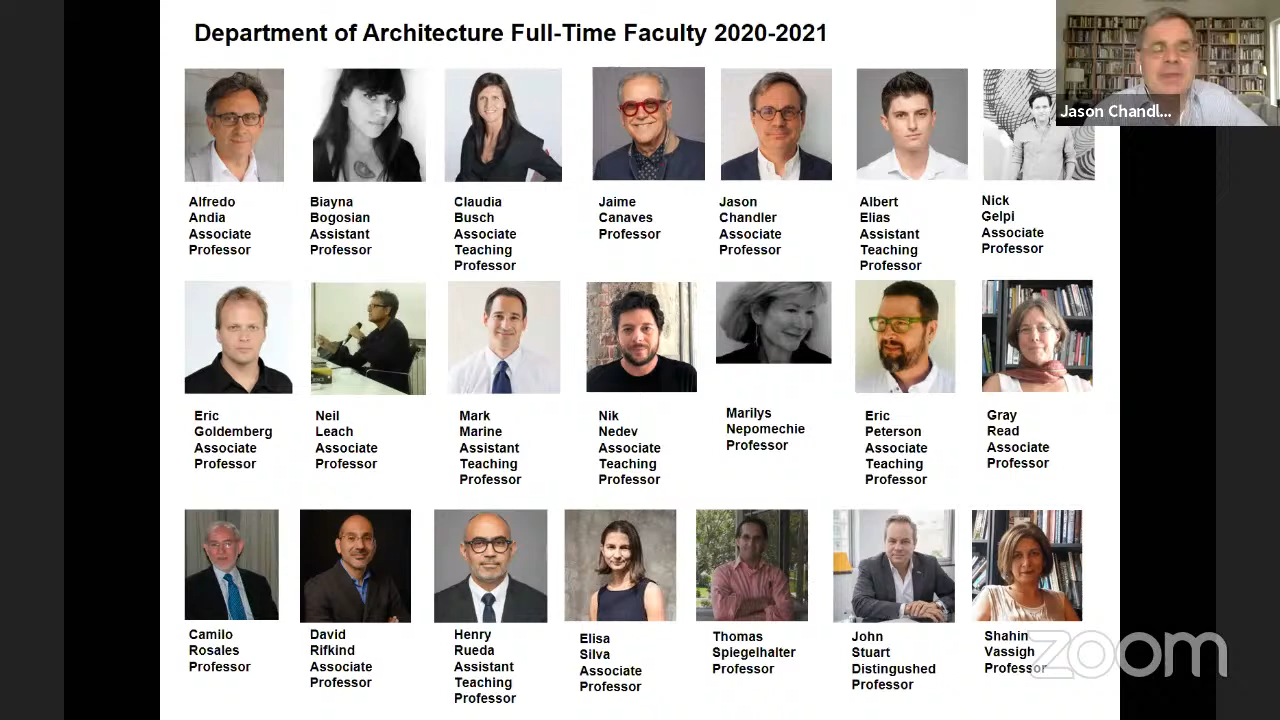 Department of Architecture Full-Time Faculty 2020-2021
Jason Chandl...
Alfredo
Andia
Associate
Professor
Biayna
Bogosian
Assistant
Professor
Claudia
Busch
Associate
Teaching
Professor
Jaime
Canaves
Professor
Jason
Chandler
Associate
Professor
Albert
Elias
Assistant
Teaching
Professor
Nick
Gelpi
Associate
Professor
Eric
Goldemberg
Associate
Professor
Neil
Leach
Associate
Professor
Mark
Marine
Assistant
Teaching
Professor
Nik
Nedev
Associate
Teaching
Professor
Marilys
Nepomechie
Professor
Eric
Peterson
Associate
Teaching
Professor
Gray
Read
Associate
Professor
Camilo
Rosales
Professor
David
Rifkind
Associate
Professor
Henry
Rueda
Assistant
Teaching
Professor
Elisa
Silva
Associate
Professor
Thomas
Spiegelhalter
Professor
John
Stuart
Distingushed
Professor
Shahin
Vassigh
Professor
zoom